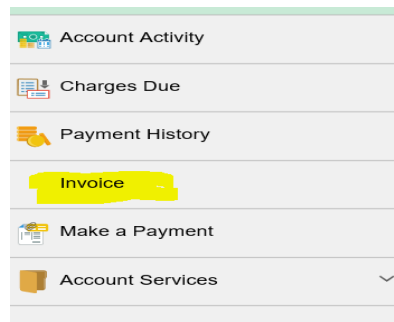 Account Activity
Charges Due
Payment History
Invoice
Make a Payment
Account Services